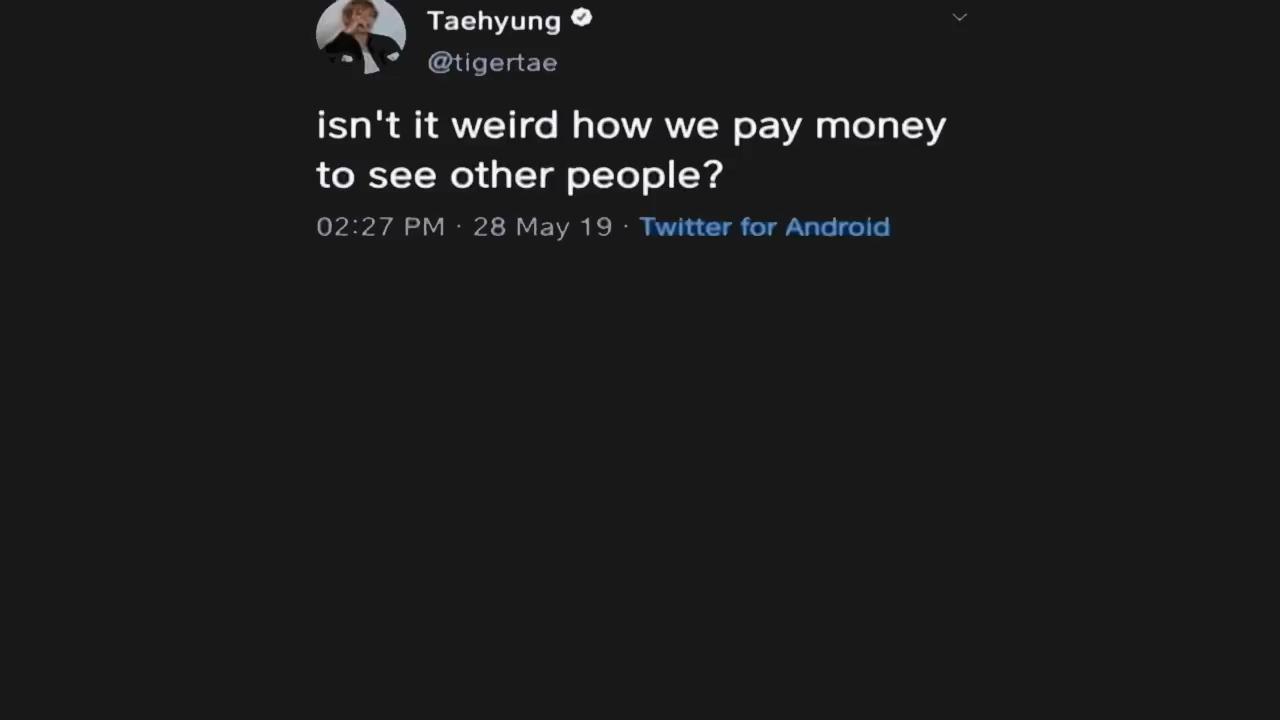 Taehyung
@tigertae
isn't it weird how we pay money
to see other people?
02:27 PM · 28 May 19 · Twitter for Android